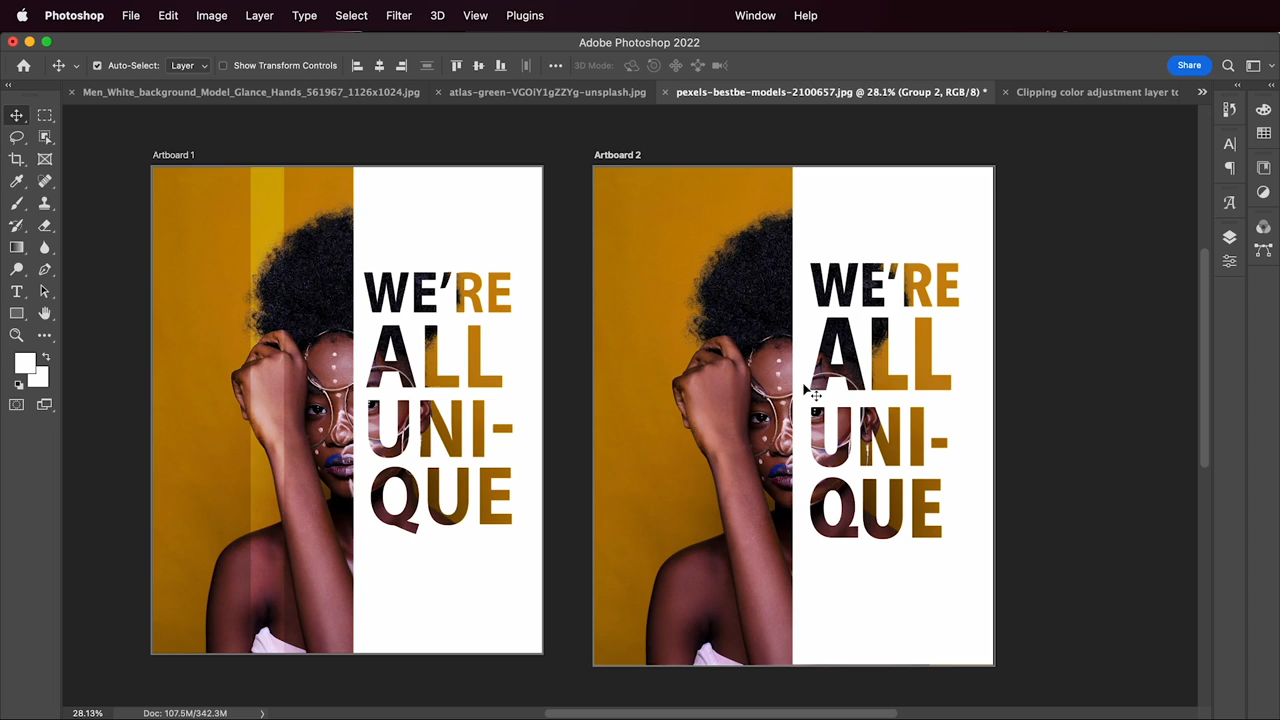 Photoshop File Edit Image Layer Type Select Filter 3D View Plugins Window Help
Adobe Photoshop 2022
Auto-Select: Layer Show Transform Controls 3D Mode: Share
Men_White_background_Model_Glance_Hands_561967_1126x1024.jpg atlas-green-VGOiY1gZZYg-unsplash.jpg pexels-bestbe-models-2100657.jpg @ 28.1% (Group 2, RGB/8) * Clipping color adjustment layer to
Artboard 1
WE'RE
ALL
UNI-
QUE
Artboard 2
WE‘RE
ALL
UNI-
QUE
28.13% Doc: 107.5M/342.3M